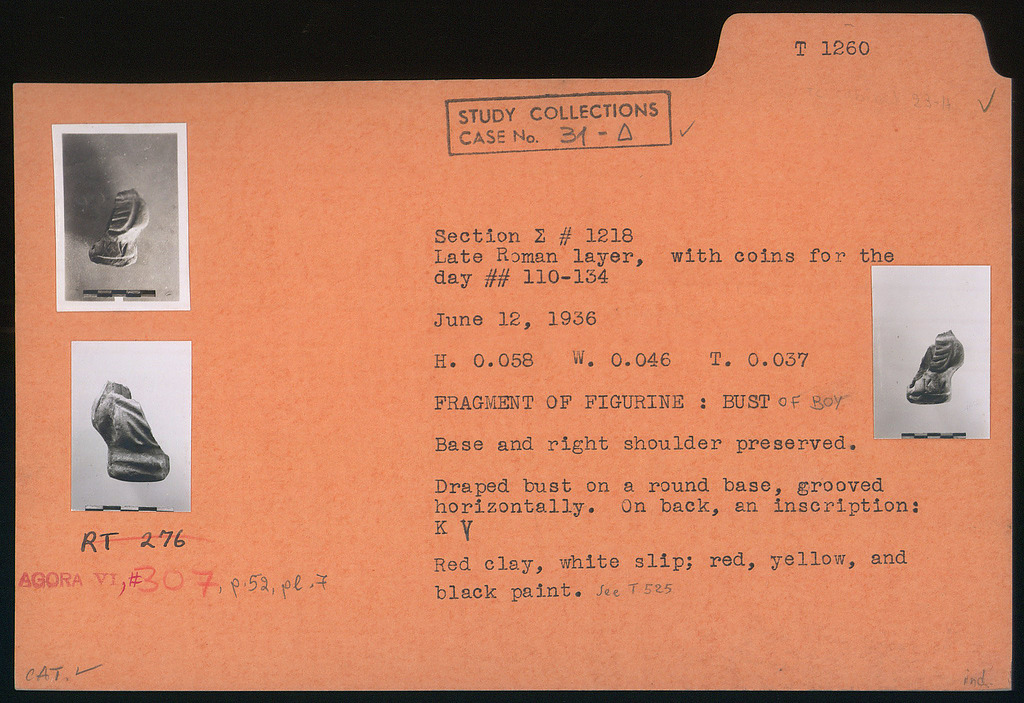 T 1260
23-Δ ✓
STUDY COLLECTIONS
CASE No. 31 - Δ ✓
Section Σ # 1218
Late Roman layer, with coins for the
day ## 110-134
June 12, 1936
H. 0.058 W. 0.046 T. 0.037
FRAGMENT OF FIGURINE : BUST OF BOY
Base and right shoulder preserved.
Draped bust on a round base, grooved
horizontally. On back, an inscription:
K V
Red clay, white slip; red, yellow, and
black paint. See T 525
RT 276
AGORA VI, #307, p.52, pl.7
CAT. ✓
ind.